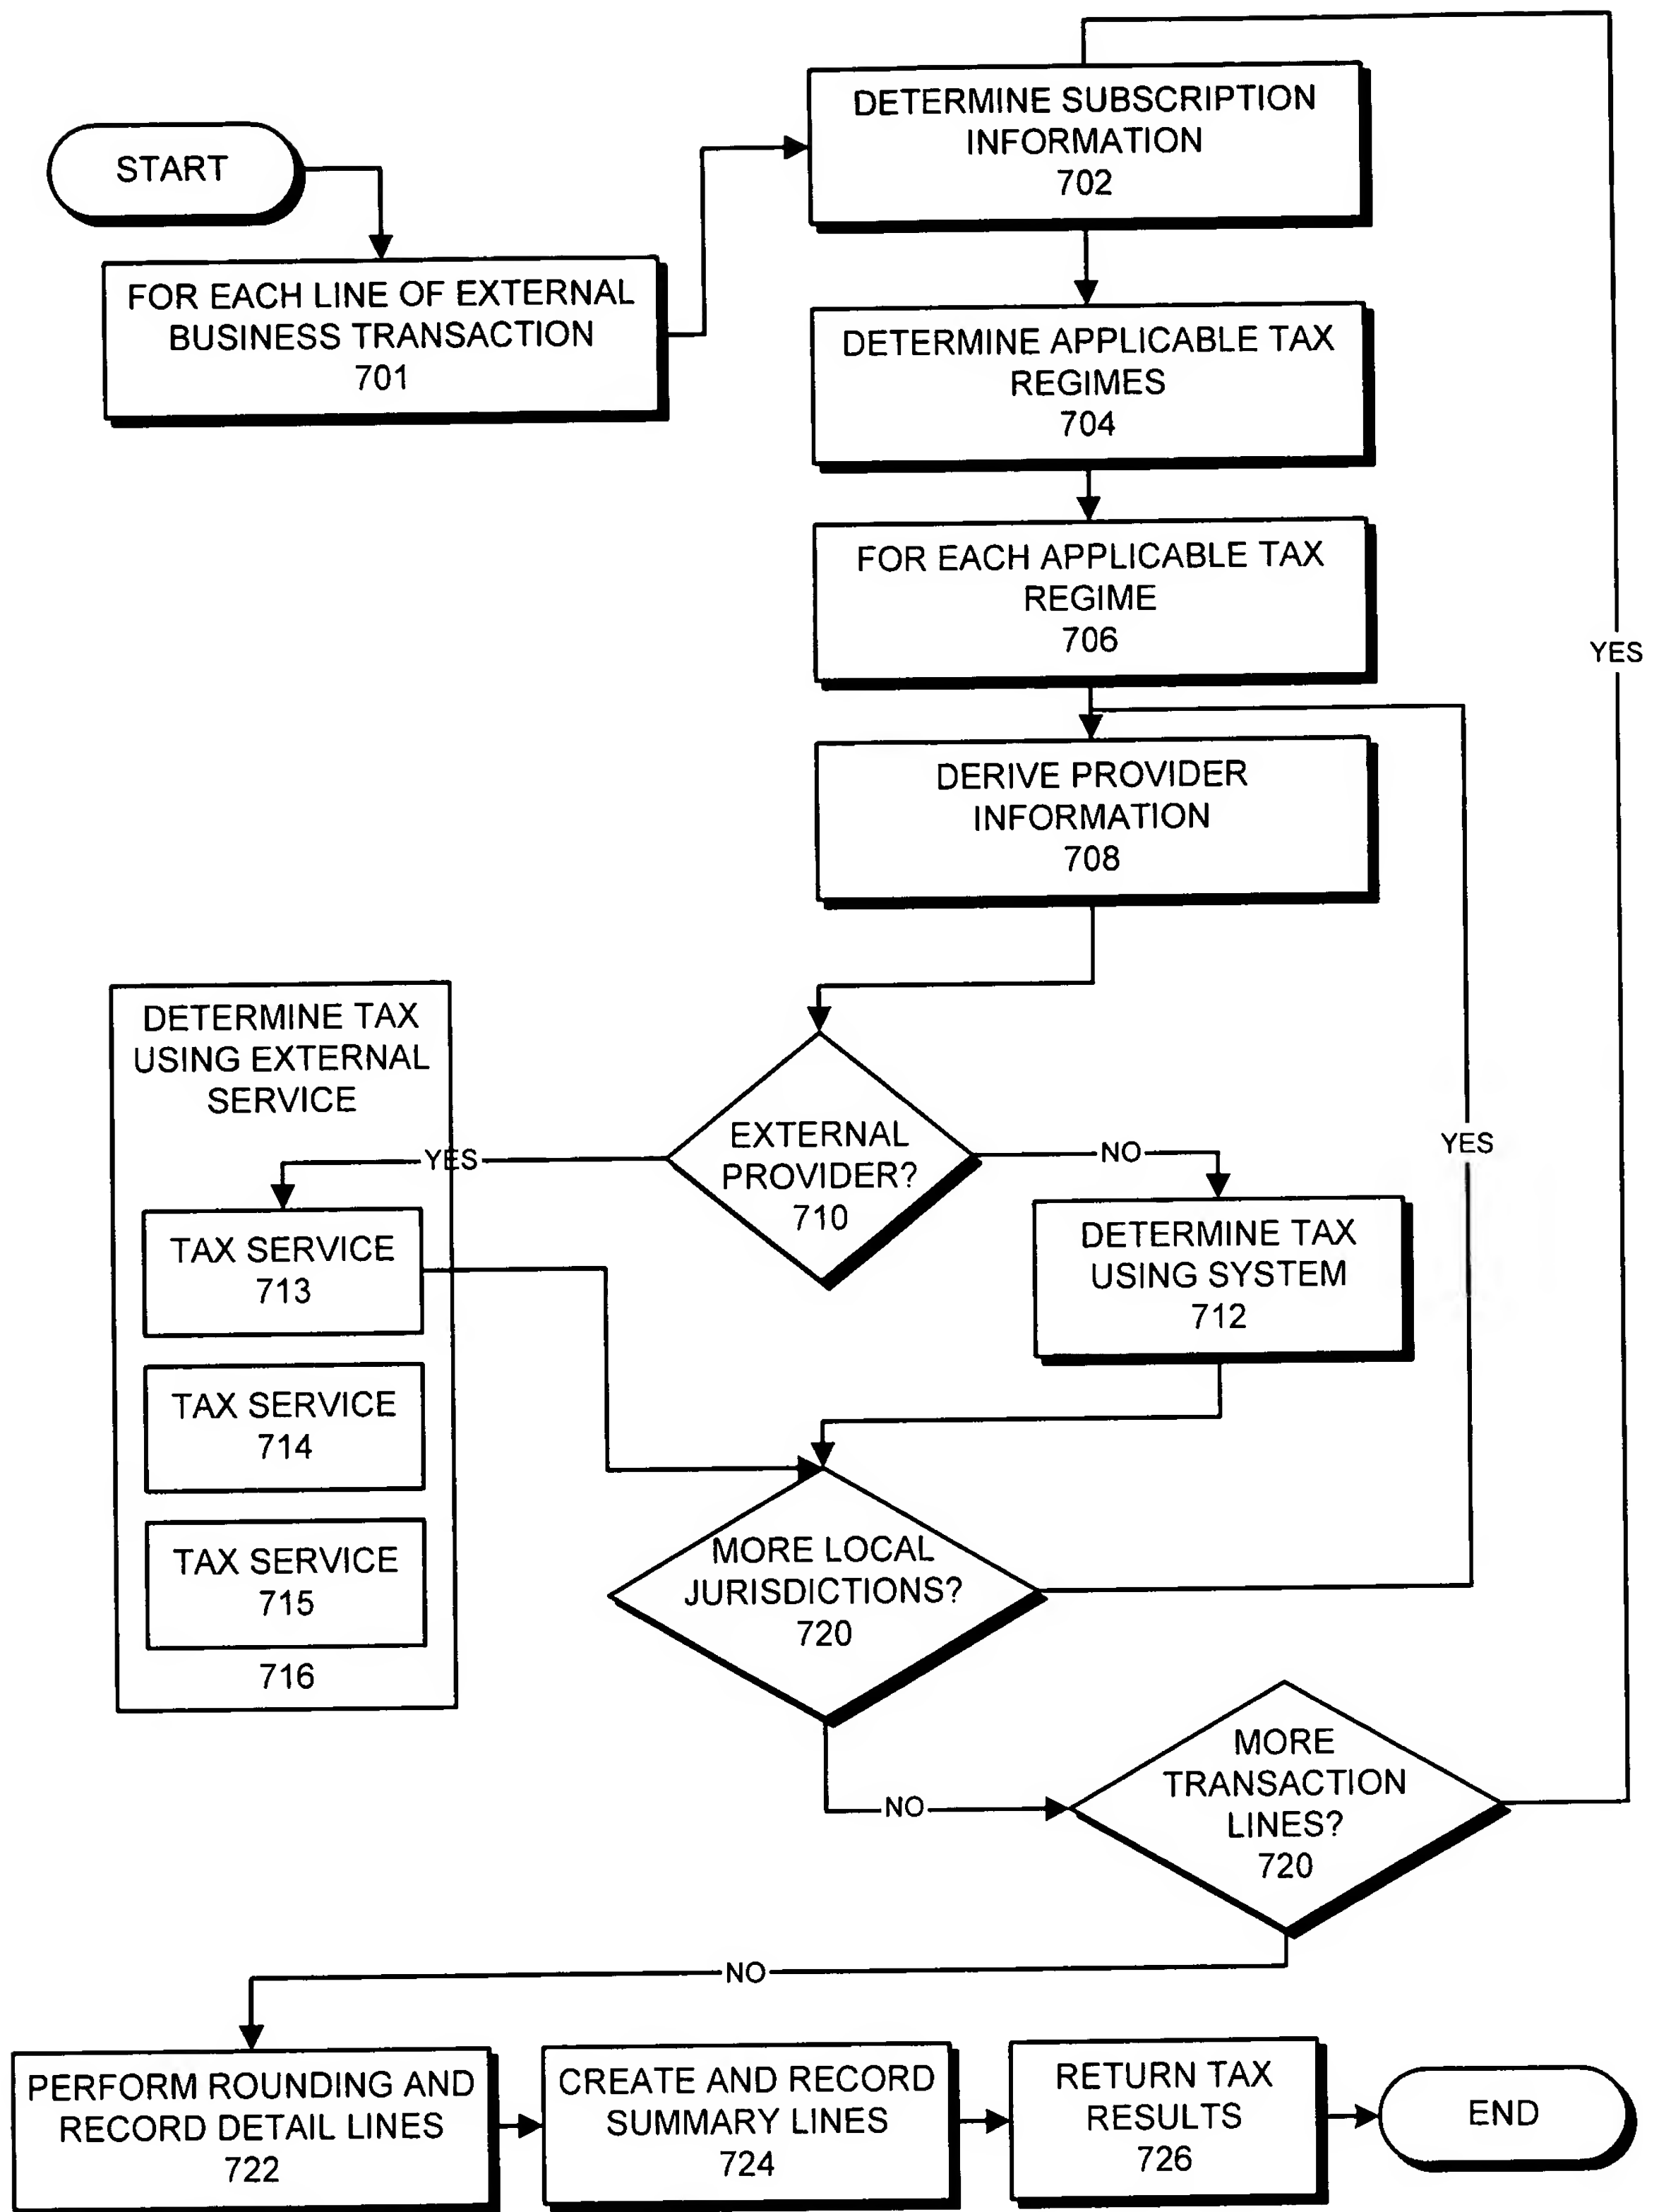 START
FOR EACH LINE OF EXTERNAL
BUSINESS TRANSACTION
701
DETERMINE SUBSCRIPTION
INFORMATION
702
DETERMINE APPLICABLE TAX
REGIMES
704
FOR EACH APPLICABLE TAX
REGIME
706
YES
DERIVE PROVIDER
INFORMATION
708
DETERMINE TAX
USING EXTERNAL
SERVICE
YES
EXTERNAL
PROVIDER?
710
NO
YES
TAX SERVICE
713
DETERMINE TAX
USING SYSTEM
712
TAX SERVICE
714
TAX SERVICE
715
716
MORE LOCAL
JURISDICTIONS?
720
NO
MORE
TRANSACTION
LINES?
720
NO
PERFORM ROUNDING AND
RECORD DETAIL LINES
722
CREATE AND RECORD
SUMMARY LINES
724
RETURN TAX
RESULTS
726
END